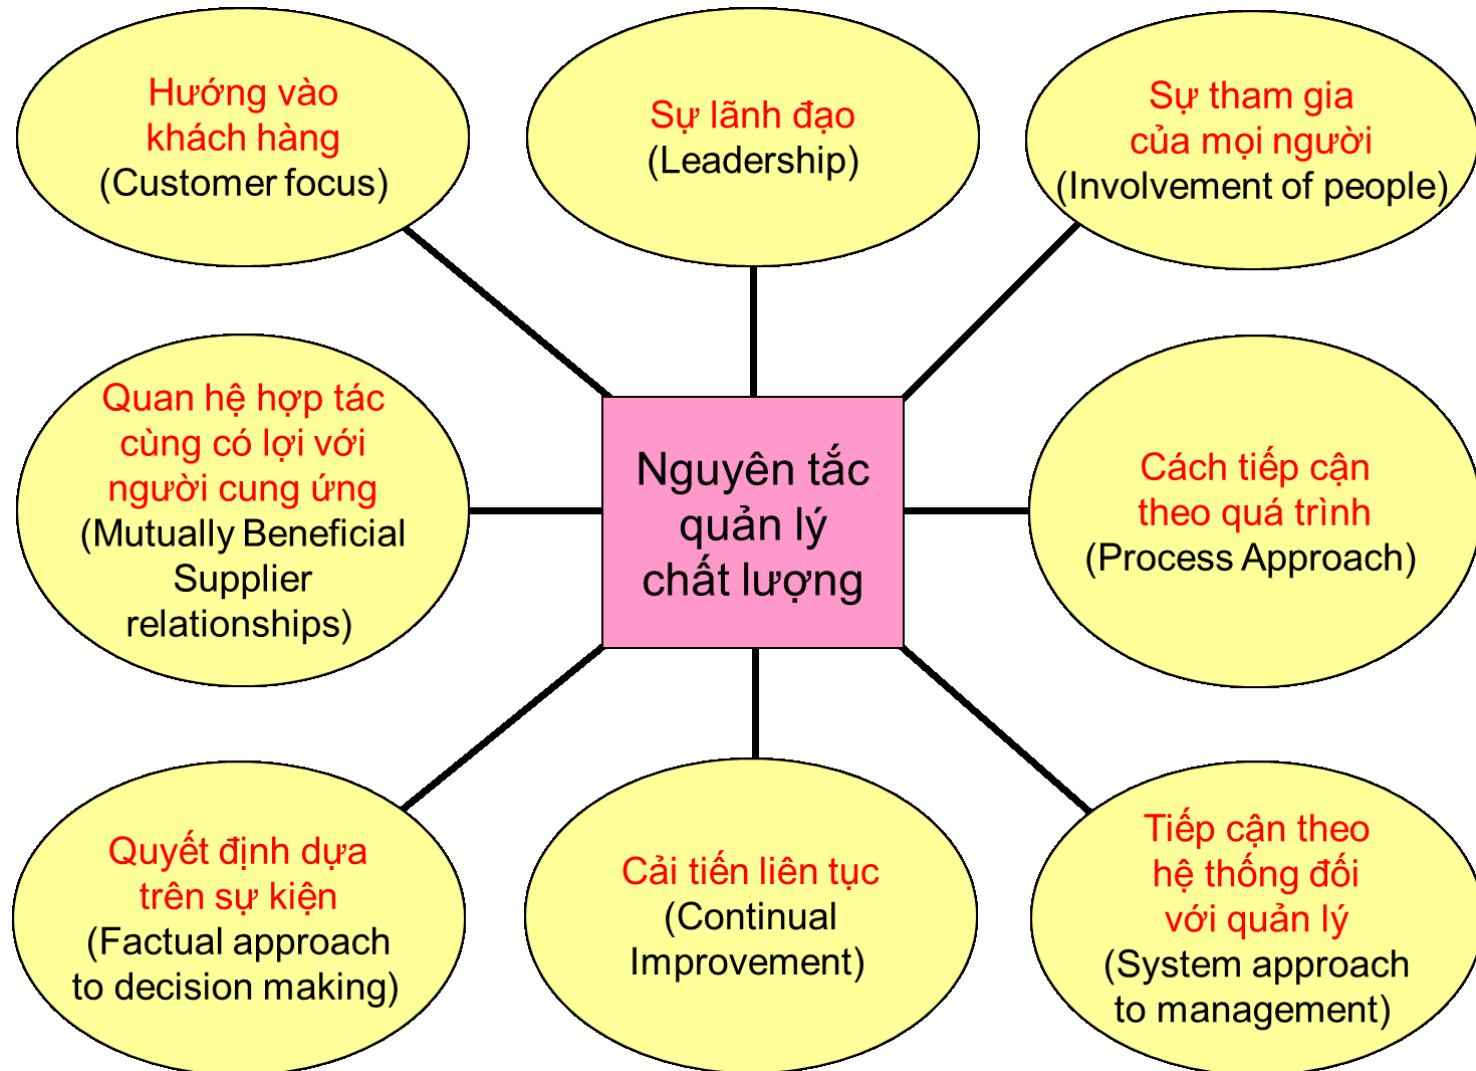 Hướng vào
khách hàng
(Customer focus)
Sự lãnh đạo
(Leadership)
Sự tham gia
của mọi người
(Involvement of people)
Quan hệ hợp tác
cùng có lợi với
người cung ứng
(Mutually Beneficial
Supplier
relationships)
Nguyên tắc
quản lý
chất lượng
Cách tiếp cận
theo quá trình
(Process Approach)
Quyết định dựa
trên sự kiện
(Factual approach
to decision making)
Cải tiến liên tục
(Continual
Improvement)
Tiếp cận theo
hệ thống đối
với quản lý
(System approach
to management)